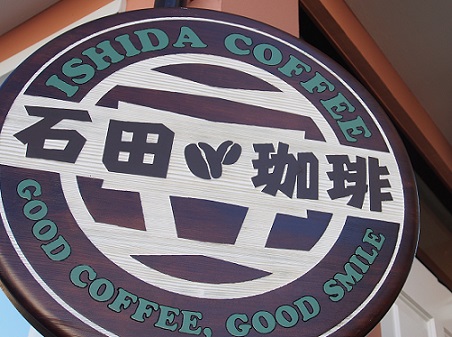 ISHIDA COFFEE
石田珈琲
GOOD COFFEE, GOOD SMILE